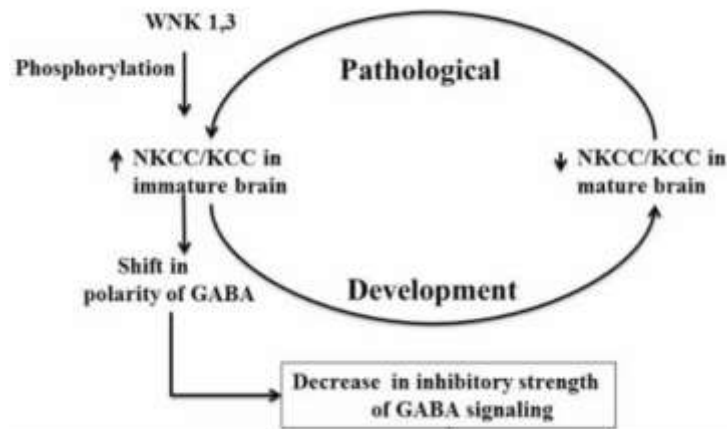 WNK 1,3
Phosphorylation
Pathological
↑ NKCC/KCC in
immature brain
↓ NKCC/KCC in
mature brain
Shift in
polarity of GABA
Development
Decrease in inhibitory strength
of GABA signaling